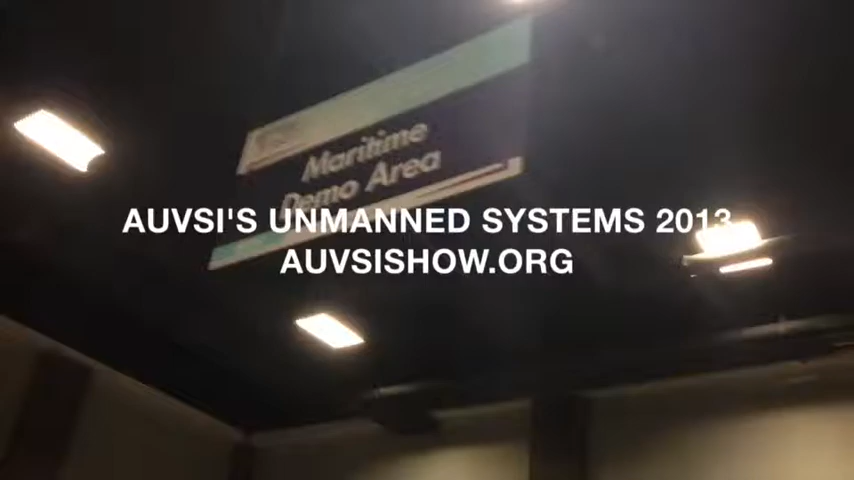 Maritime
Demo Area
AUVSI'S UNMANNED SYSTEMS 2013
AUVSISHOW.ORG